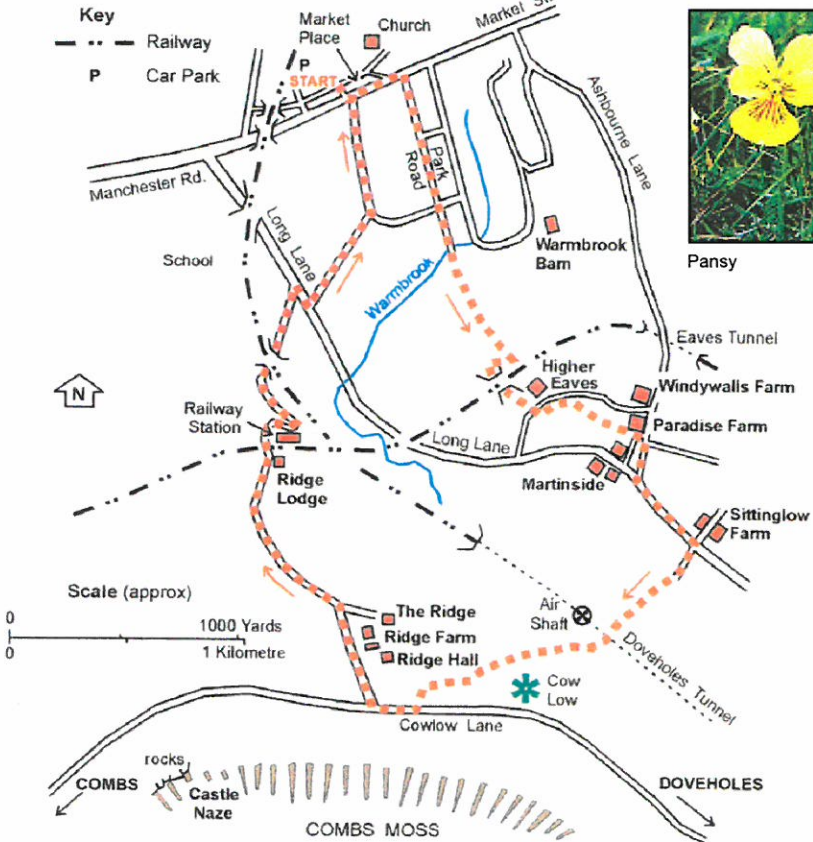 Key
Railway
P
Car Park
Market
Place
Church
P
START
Manchester Rd.
Park
Road
Ashbourne Lane
Pansy
School
Long Lane
Warmbrook
Warmbrook
Barn
Eaves Tunnel
Higher
Eaves
Windywalls Farm
N
Railway
Station
Long Lane
Paradise Farm
Ridge
Lodge
Martinside
Sittinglow
Farm
Scale (approx)
0
1000 Yards
0
1 Kilometre
The Ridge
Ridge Farm
Ridge Hall
Air
Shaft
Doveholes Tunnel
Cow
Low
Cowlow Lane
rocks
COMBS
Castle
Naze
DOVEHOLES
COMBS MOSS